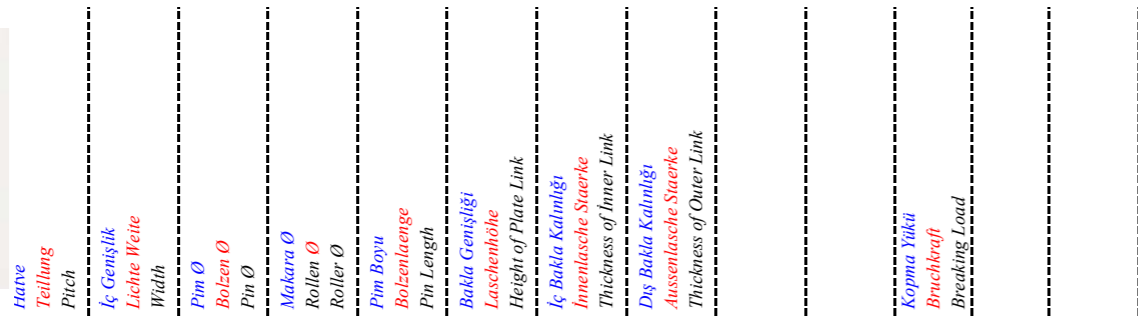 Hatve
Teillung
Pitch
İç Genişlik
Lichte Weite
Width
Pim Ø
Bolzen Ø
Pin Ø
Makara Ø
Rollen Ø
Roller Ø
Pim Boyu
Bolzenlaenge
Pin Length
Bakla Genişliği
Laschenhöhe
Height of Plate Link
İç Bakla Kalınlığı
İnnenlasche Staerke
Thickness of İnner Link
Dış Bakla Kalınlığı
Aussenlasche Staerke
Thickness of Outer Link
Kopma Yükü
Bruchkraft
Breaking Load